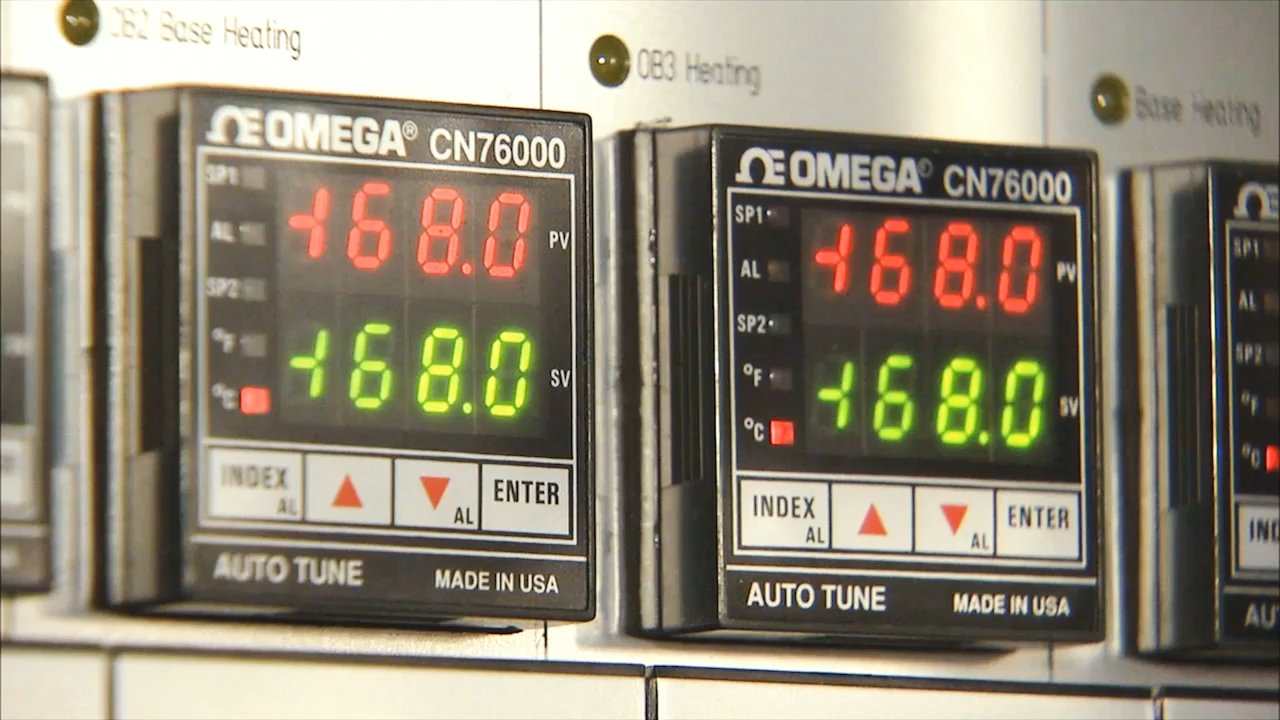 OB2 Base Heating
OB3 Heating
Base Heating
ΩE OMEGA® CN76000
SP1
AL
SP2
°F
°C
-168.0 PV
-168.0 SV
INDEX AL
AL
ENTER
AUTO TUNE MADE IN USA
ΩE OMEGA® CN76000
SP1
AL
SP2
°F
°C
-168.0 PV
-168.0 SV
INDEX AL
AL
ENTER
AUTO TUNE MADE IN USA
SP1
AL
SP2
°F
°C